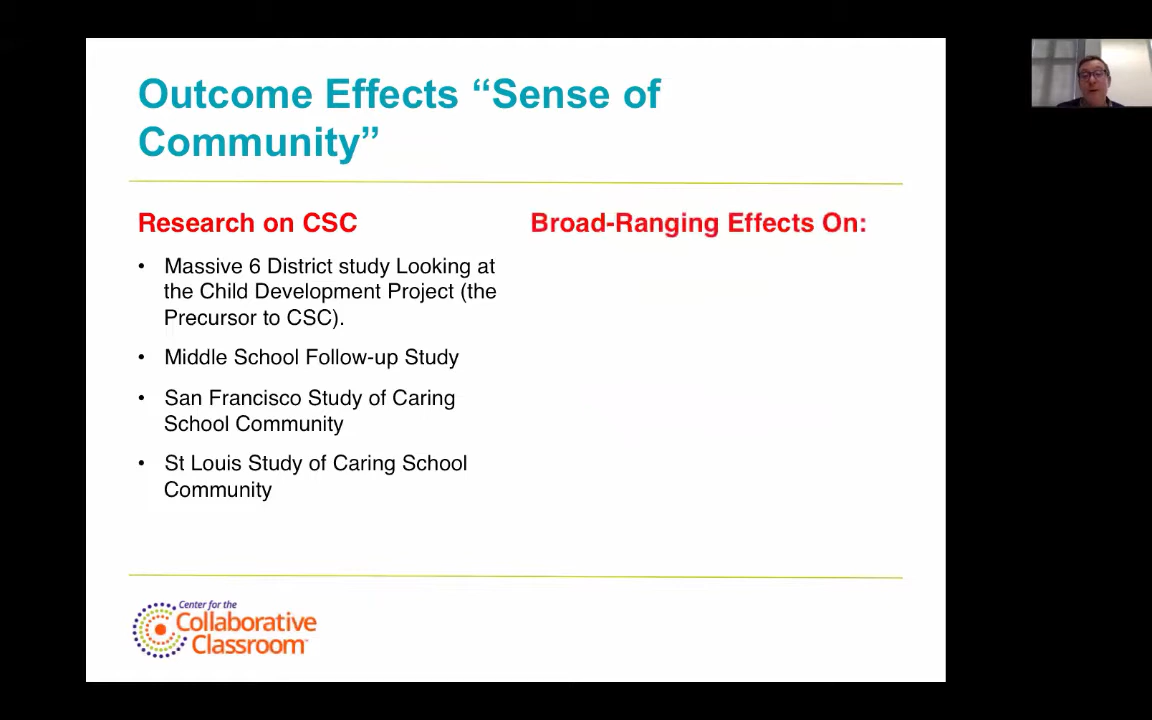 Outcome Effects “Sense of
Community”
Research on CSC
• Massive 6 District study Looking at
the Child Development Project (the
Precursor to CSC).
• Middle School Follow-up Study
• San Francisco Study of Caring
School Community
• St Louis Study of Caring School
Community
Broad-Ranging Effects On:
Center for the
Collaborative
Classroom